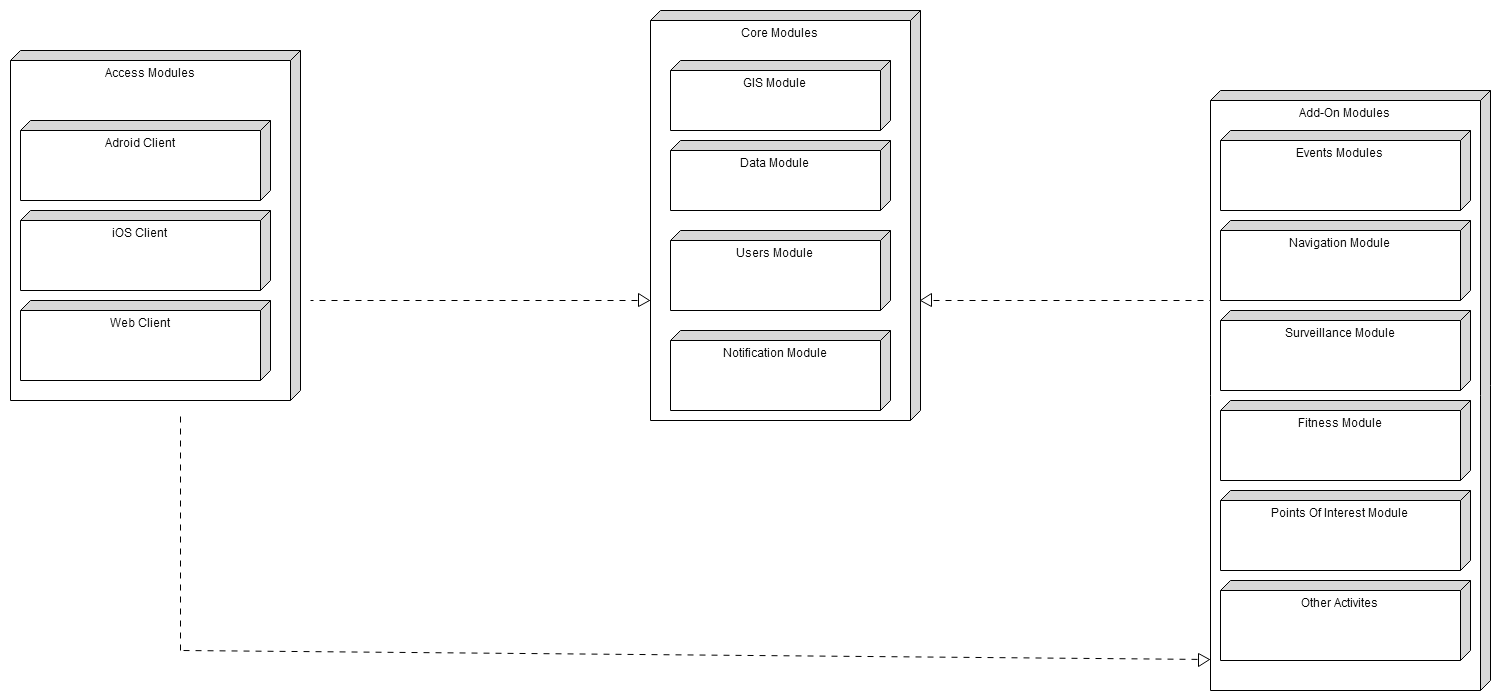 Access Modules
Adroid Client
iOS Client
Web Client
Core Modules
GIS Module
Data Module
Users Module
Notification Module
Add-On Modules
Events Modules
Navigation Module
Surveillance Module
Fitness Module
Points Of Interest Module
Other Activites